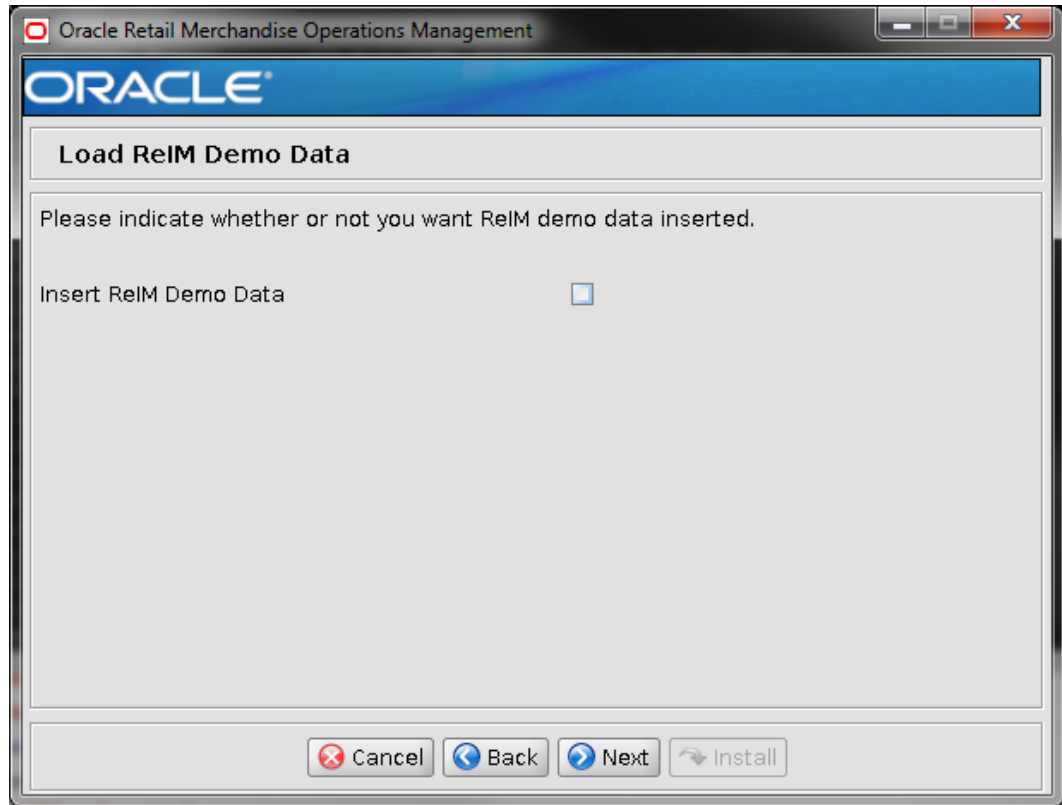 Oracle Retail Merchandise Operations Management
ORACLE®
Load ReIM Demo Data
Please indicate whether or not you want ReIM demo data inserted.
Insert ReIM Demo Data
Cancel
Back
Next
Install